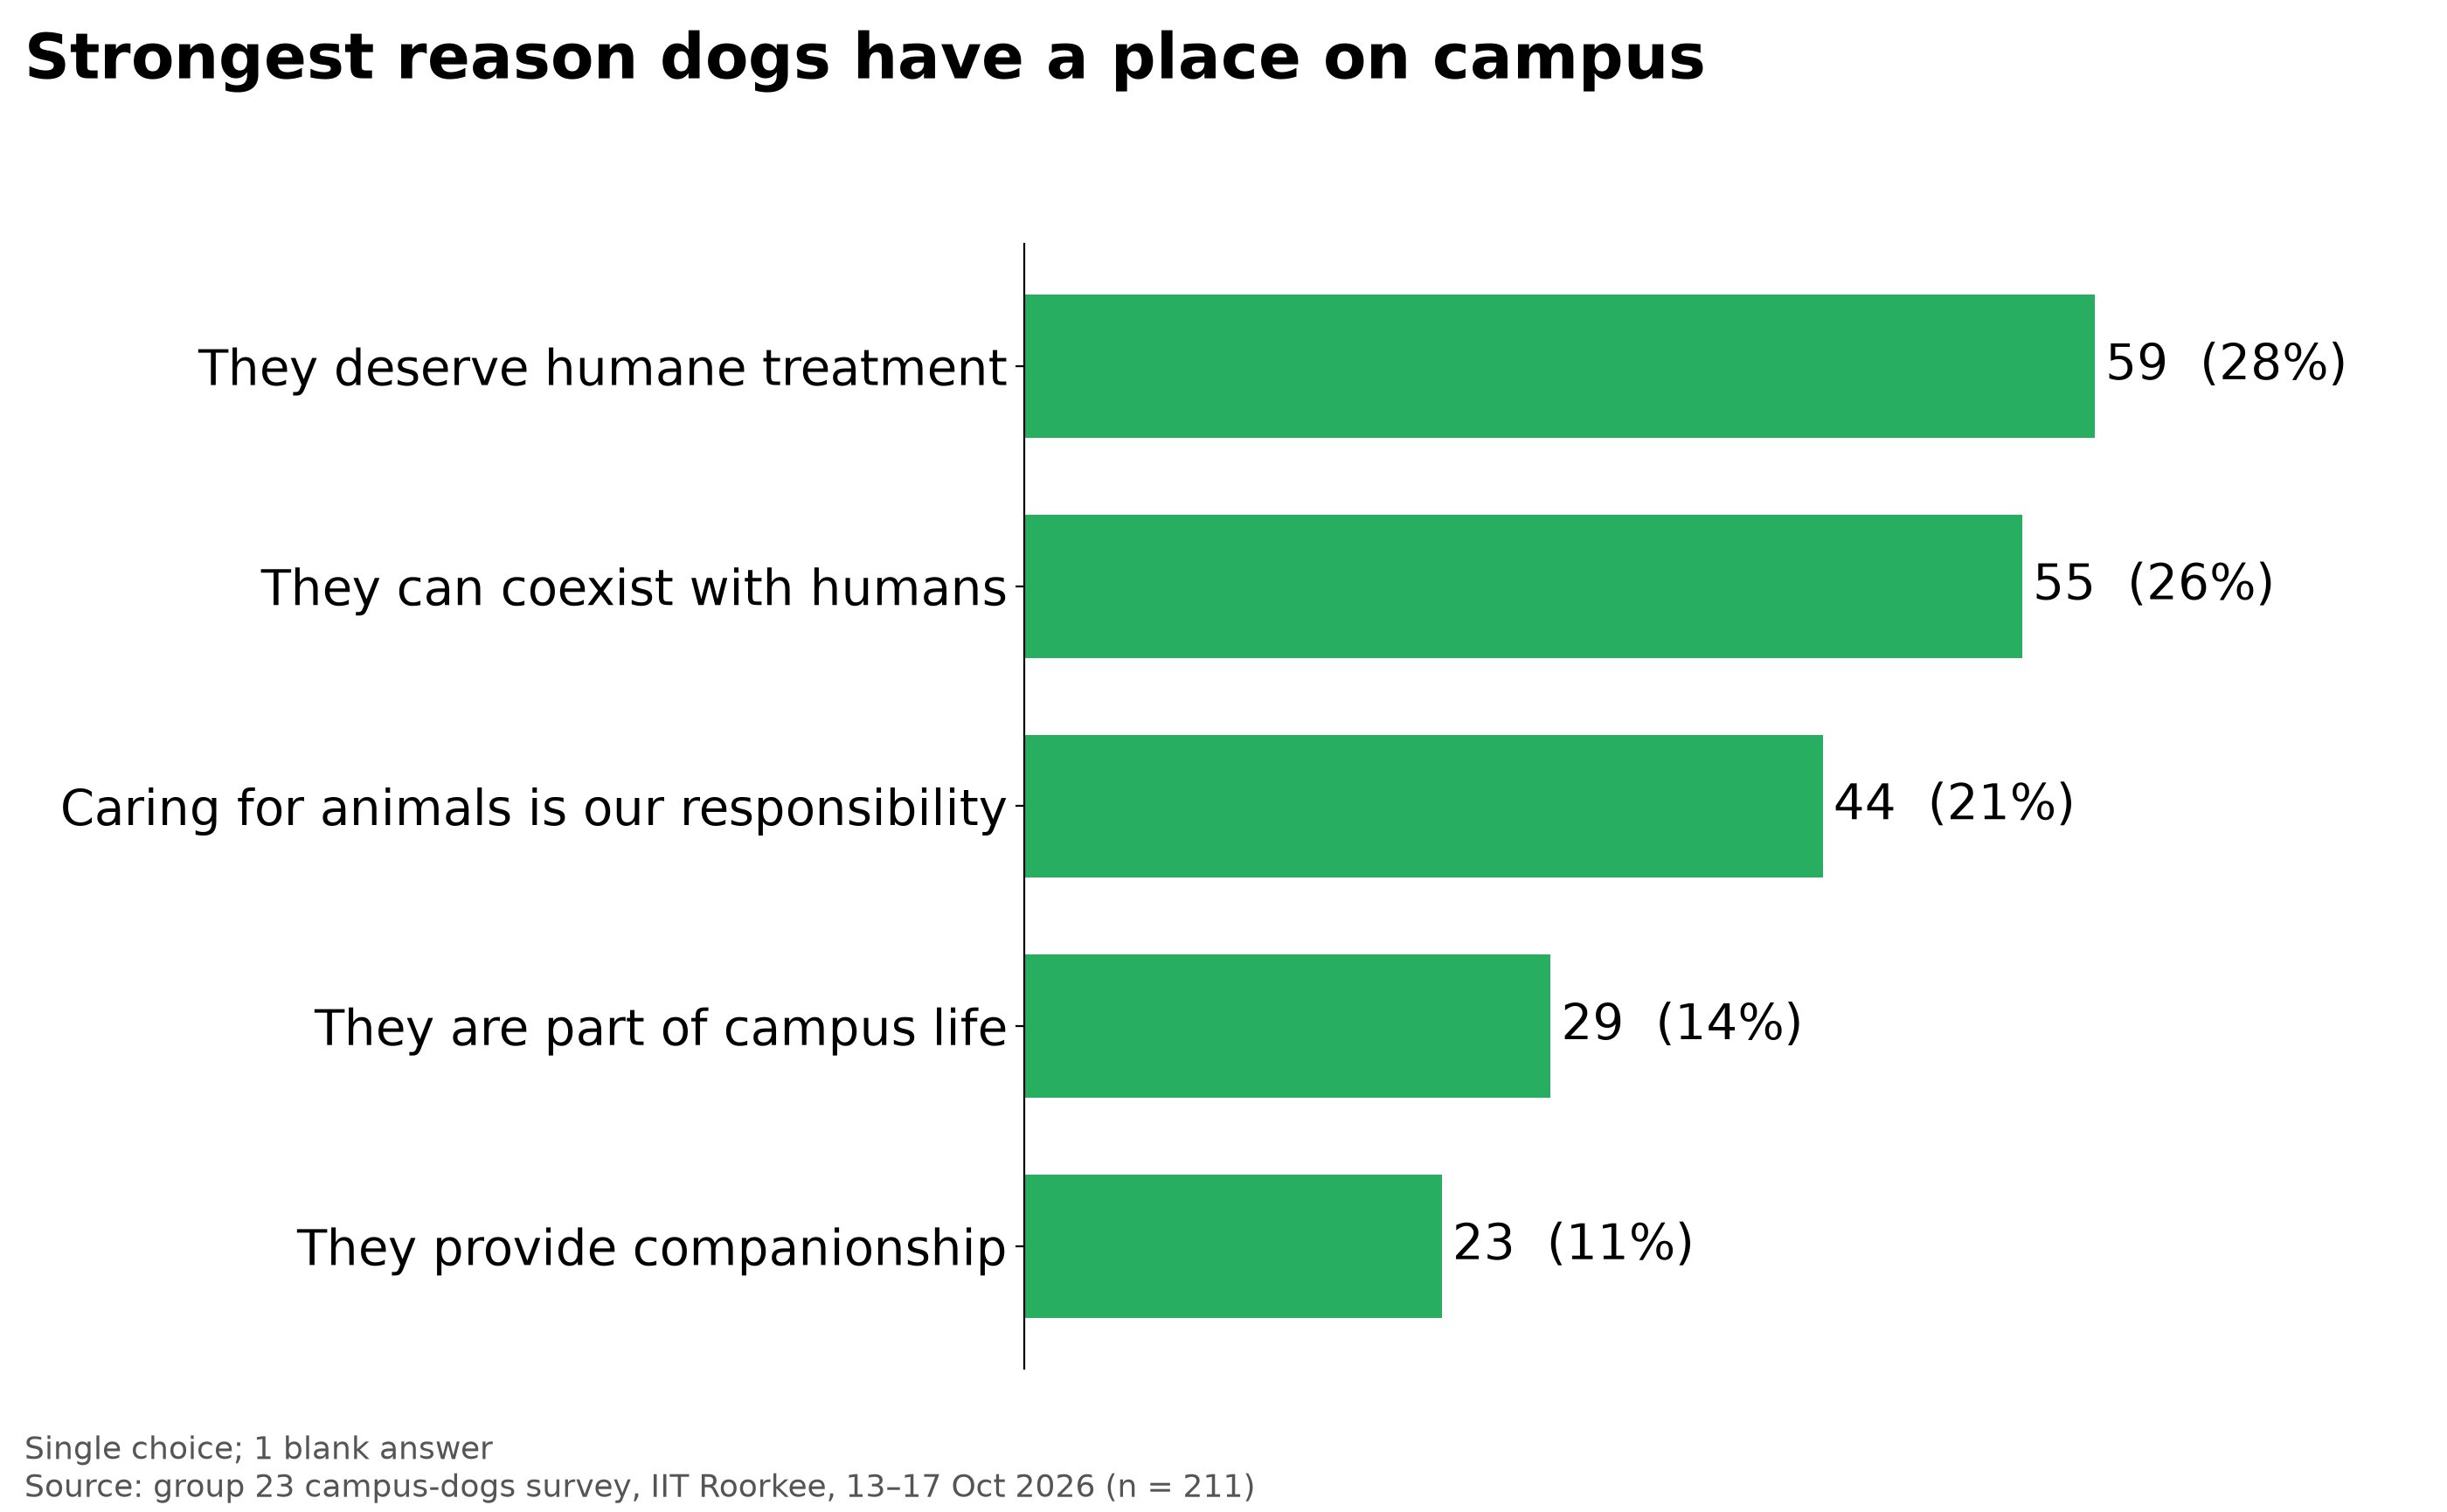 Strongest reason dogs have a place on campus
They deserve humane treatment 59 (28%)
They can coexist with humans 55 (26%)
Caring for animals is our responsibility 44 (21%)
They are part of campus life 29 (14%)
They provide companionship 23 (11%)
Single choice; 1 blank answer
Source: group 23 campus-dogs survey, IIT Roorkee, 13–17 Oct 2026 (n = 211)